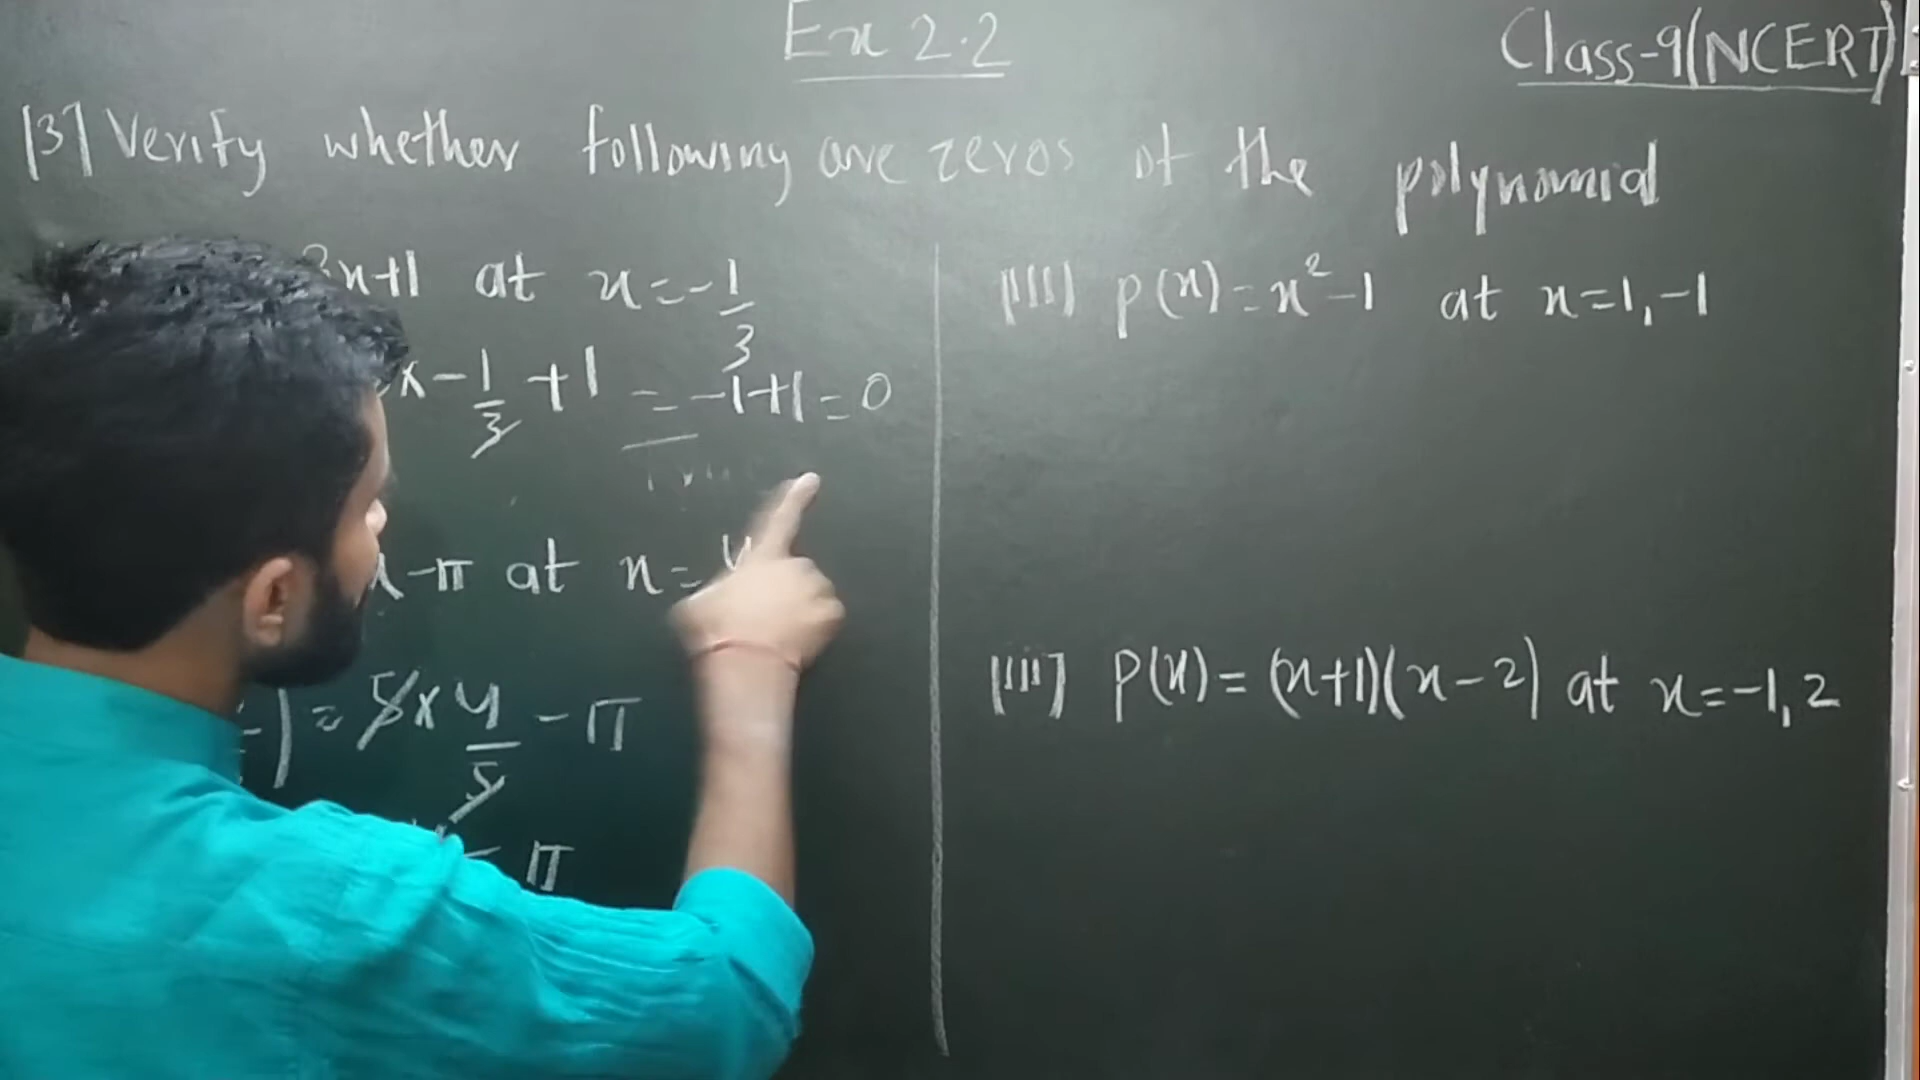 Ex 2.2
Class-9(NCERT)
[3] Verify whether following are zeros of the polynomial
3x+1 at x=-1/3
x-1/3 +1 = -1+1=0
x-π at x=4
)=5x4/5 -π
- π
[III] p(x)=x²-1 at x=1,-1
[III] P(x)=(x+1)(x-2) at x=-1,2